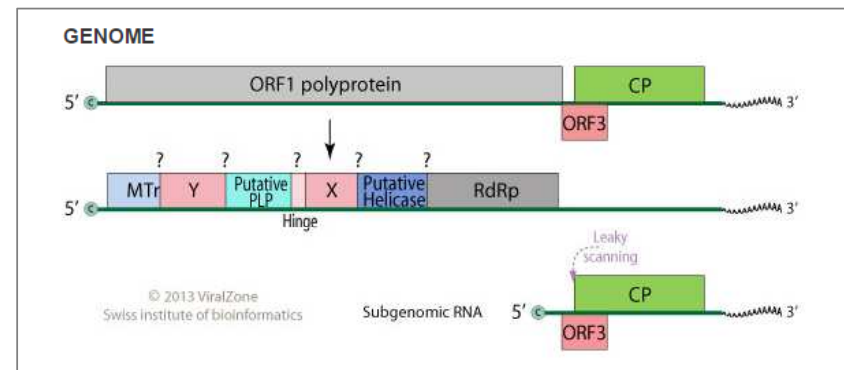 GENOME
ORF1 polyprotein
CP
5' C
3'
ORF3
? ? ? ? ?
MTr
Y
Putative
PLP
X
Putative
Helicase
RdRp
5' C
3'
Hinge
Leaky
scanning
© 2013 ViralZone
Swiss institute of bioinformatics
Subgenomic RNA
5' C
CP
3'
ORF3